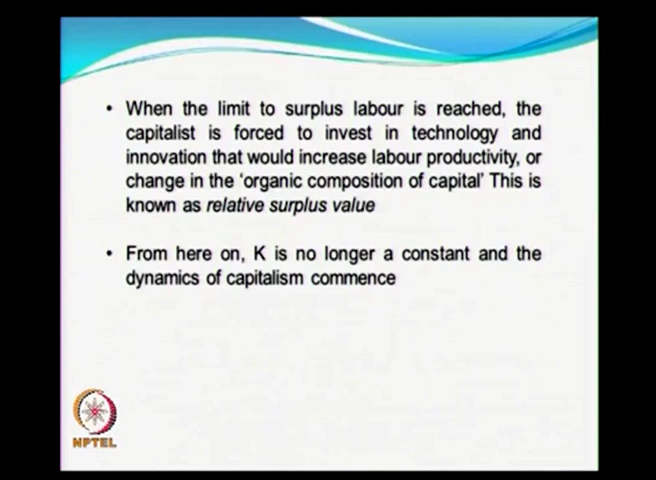 • When the limit to surplus labour is reached, the
capitalist is forced to invest in technology and
innovation that would increase labour productivity, or
change in the 'organic composition of capital' This is
known as relative surplus value
• From here on, K is no longer a constant and the
dynamics of capitalism commence
NPTEL